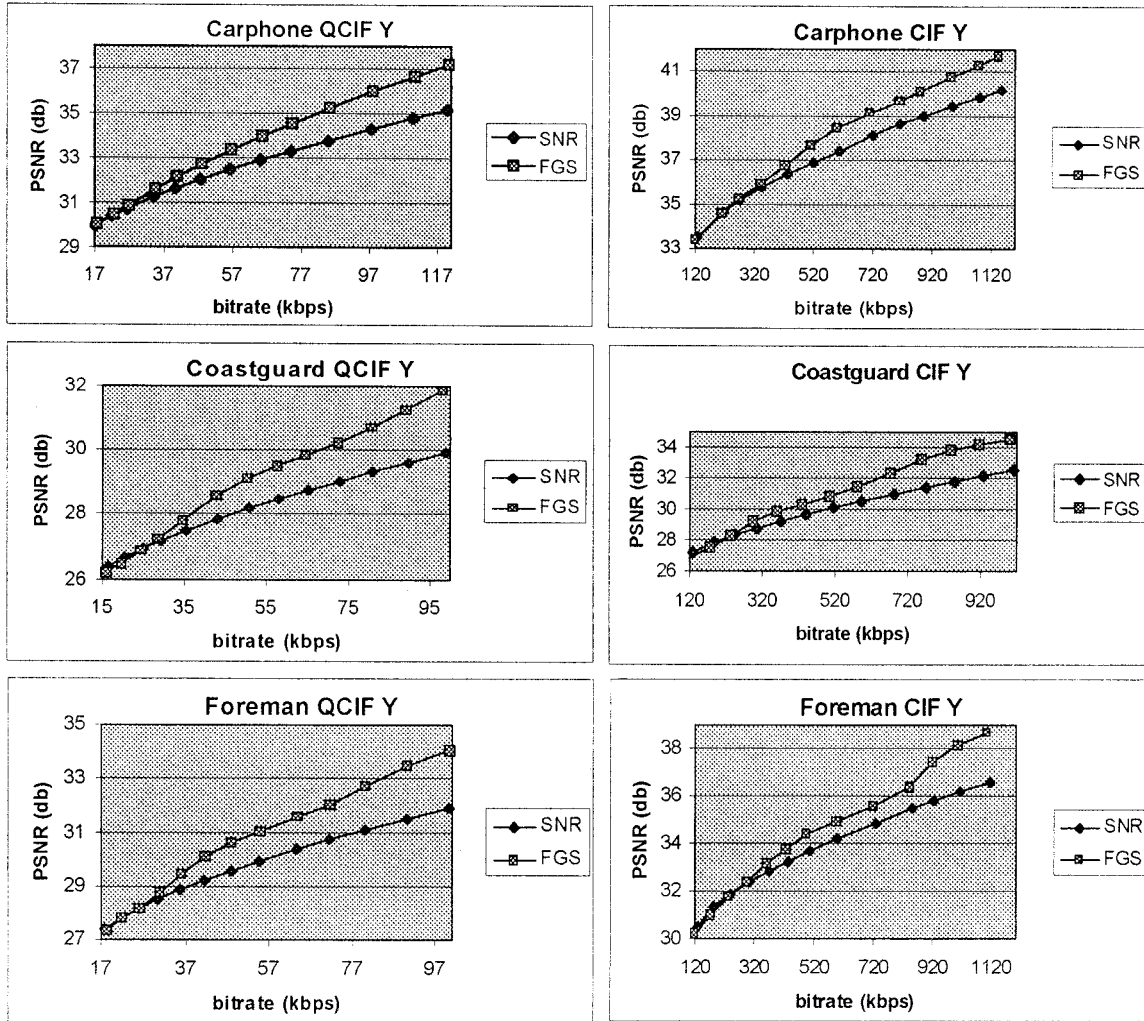 Carphone QCIF Y
PSNR (db)
37
35
33
31
29
17 37 57 77 97 117
bitrate (kbps)
SNR
FGS
Carphone CIF Y
PSNR (db)
41
39
37
35
33
120 320 520 720 920 1120
bitrate (kbps)
SNR
FGS
Coastguard QCIF Y
PSNR (db)
32
30
28
26
15 35 55 75 95
bitrate (kbps)
SNR
FGS
Coastguard CIF Y
PSNR (db)
34
32
30
28
26
120 320 520 720 920
bitrate (kbps)
SNR
FGS
Foreman QCIF Y
PSNR (db)
35
33
31
29
27
17 37 57 77 97
bitrate (kbps)
SNR
FGS
Foreman CIF Y
PSNR (db)
38
36
34
32
30
120 320 520 720 920 1120
bitrate (kbps)
SNR
FGS